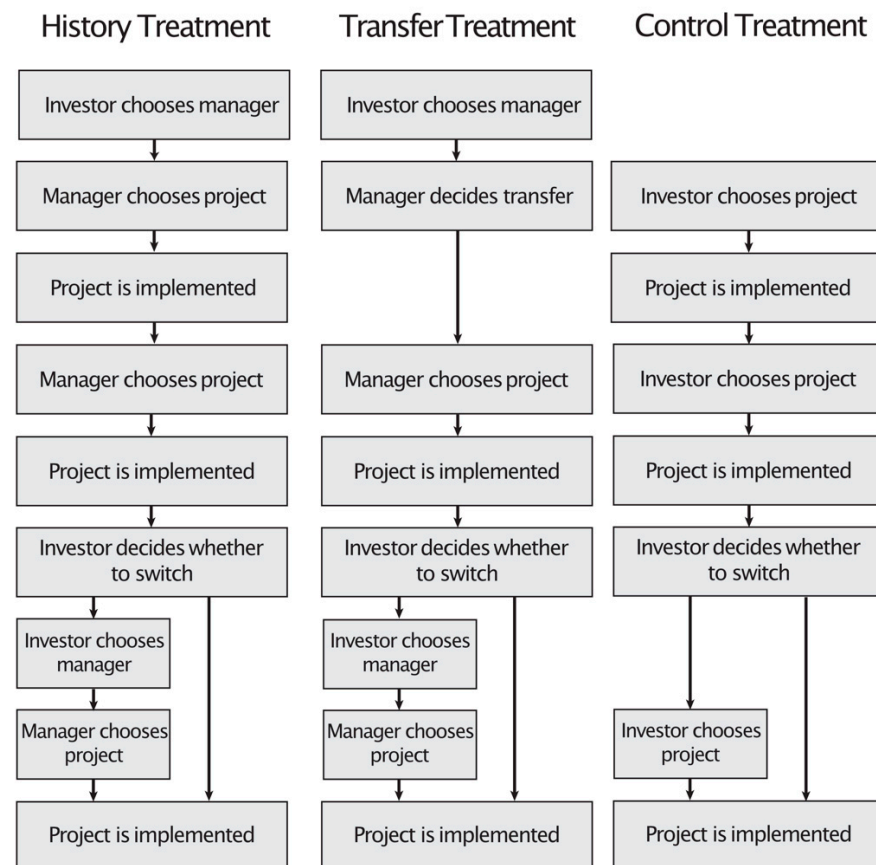 History Treatment
Investor chooses manager
Manager chooses project
Project is implemented
Manager chooses project
Project is implemented
Investor decides whether
to switch
Investor chooses
manager
Manager chooses
project
Project is implemented
Transfer Treatment
Investor chooses manager
Manager decides transfer
Manager chooses project
Project is implemented
Investor decides whether
to switch
Investor chooses
manager
Manager chooses
project
Project is implemented
Control Treatment
Investor chooses project
Project is implemented
Investor chooses project
Project is implemented
Investor decides whether
to switch
Investor chooses
project
Project is implemented